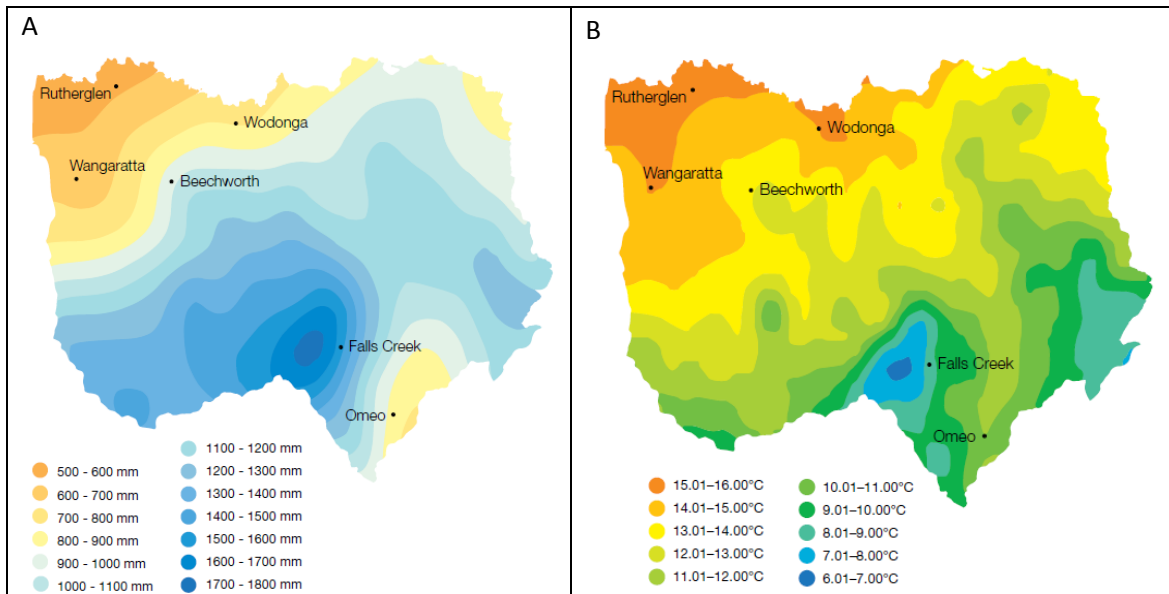 A
Rutherglen
Wodonga
Wangaratta
Beechworth
Falls Creek
Omeo
500 - 600 mm
600 - 700 mm
700 - 800 mm
800 - 900 mm
900 - 1000 mm
1000 - 1100 mm
1100 - 1200 mm
1200 - 1300 mm
1300 - 1400 mm
1400 - 1500 mm
1500 - 1600 mm
1600 - 1700 mm
1700 - 1800 mm
B
Rutherglen
Wodonga
Wangaratta
Beechworth
Falls Creek
Omeo
15.01–16.00°C
14.01–15.00°C
13.01–14.00°C
12.01–13.00°C
11.01–12.00°C
10.01–11.00°C
9.01–10.00°C
8.01–9.00°C
7.01–8.00°C
6.01–7.00°C